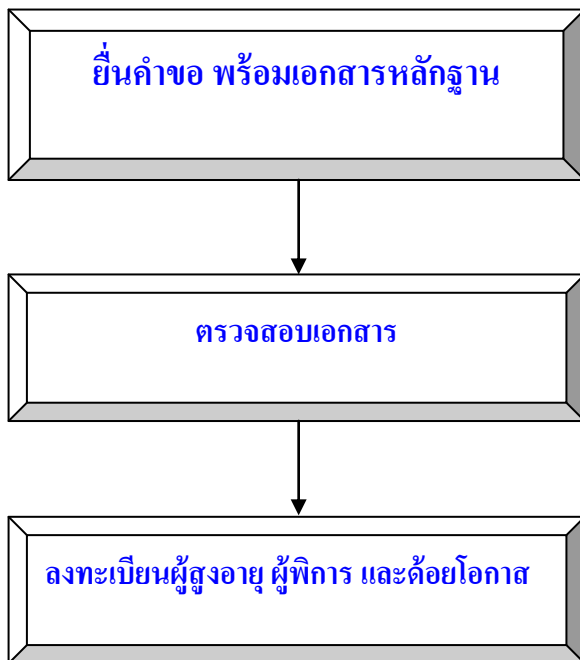 ยื่นคำขอ พร้อมเอกสารหลักฐาน
ตรวจสอบเอกสาร
ลงทะเบียนผู้สูงอายุ ผู้พิการ และด้อยโอกาส